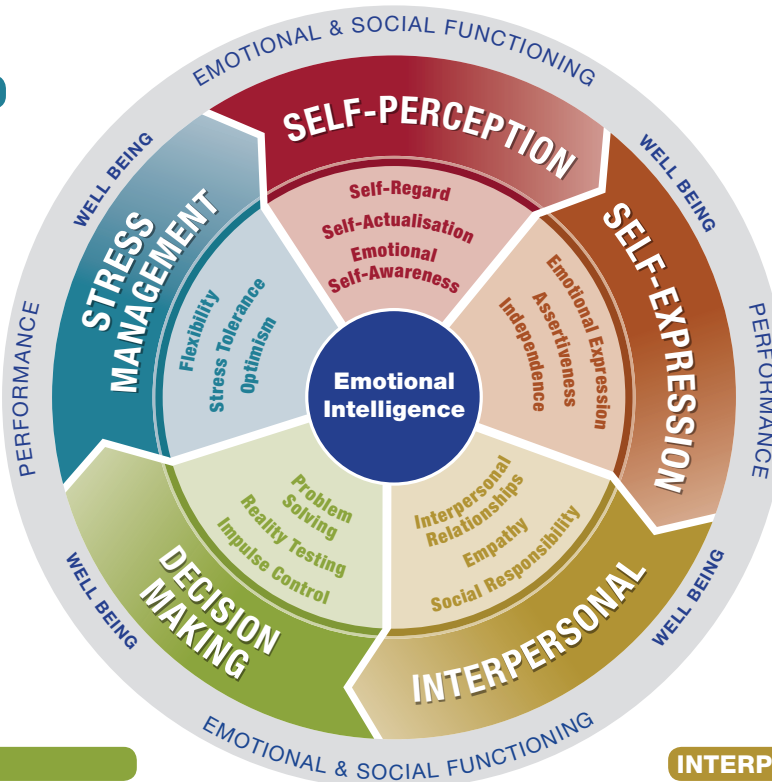 EMOTIONAL & SOCIAL FUNCTIONING
WELL BEING
PERFORMANCE
WELL BEING
EMOTIONAL & SOCIAL FUNCTIONING
WELL BEING
PERFORMANCE
WELL BEING
SELF-PERCEPTION
Self-Regard
Self-Actualisation
Emotional
Self-Awareness
SELF-EXPRESSION
Emotional Expression
Assertiveness
Independence
INTERPERSONAL
Interpersonal
Relationships
Empathy
Social Responsibility
DECISION
MAKING
Problem
Solving
Reality Testing
Impulse Control
STRESS
MANAGEMENT
Flexibility
Stress Tolerance
Optimism
Emotional
Intelligence
INTERP